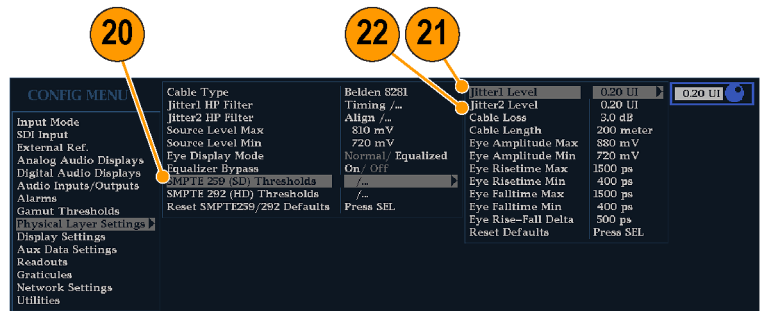 20
22
21
CONFIG MENU
Input Mode
SDI Input
External Ref.
Analog Audio Displays
Digital Audio Displays
Audio Inputs/Outputs
Alarms
Gamut Thresholds
Physical Layer Settings
Display Settings
Aux Data Settings
Readouts
Graticules
Network Settings
Utilities
Cable Type Belden 8281
Jitter1 HP Filter Timing /...
Jitter2 HP Filter Align /...
Source Level Max 810 mV
Source Level Min 720 mV
Eye Display Mode Normal/ Equalized
Equalizer Bypass On/ Off
SMPTE 259 (SD) Thresholds /...
SMPTE 292 (HD) Thresholds /...
Reset SMPTE259/292 Defaults Press SEL
Jitter1 Level 0.20 UI
Jitter2 Level 0.20 UI
Cable Loss 3.0 dB
Cable Length 200 meter
Eye Amplitude Max 880 mV
Eye Amplitude Min 720 mV
Eye Risetime Max 1500 ps
Eye Risetime Min 400 ps
Eye Falltime Max 1500 ps
Eye Falltime Min 400 ps
Eye Rise-Fall Delta 500 ps
Reset Defaults Press SEL
0.20 UI